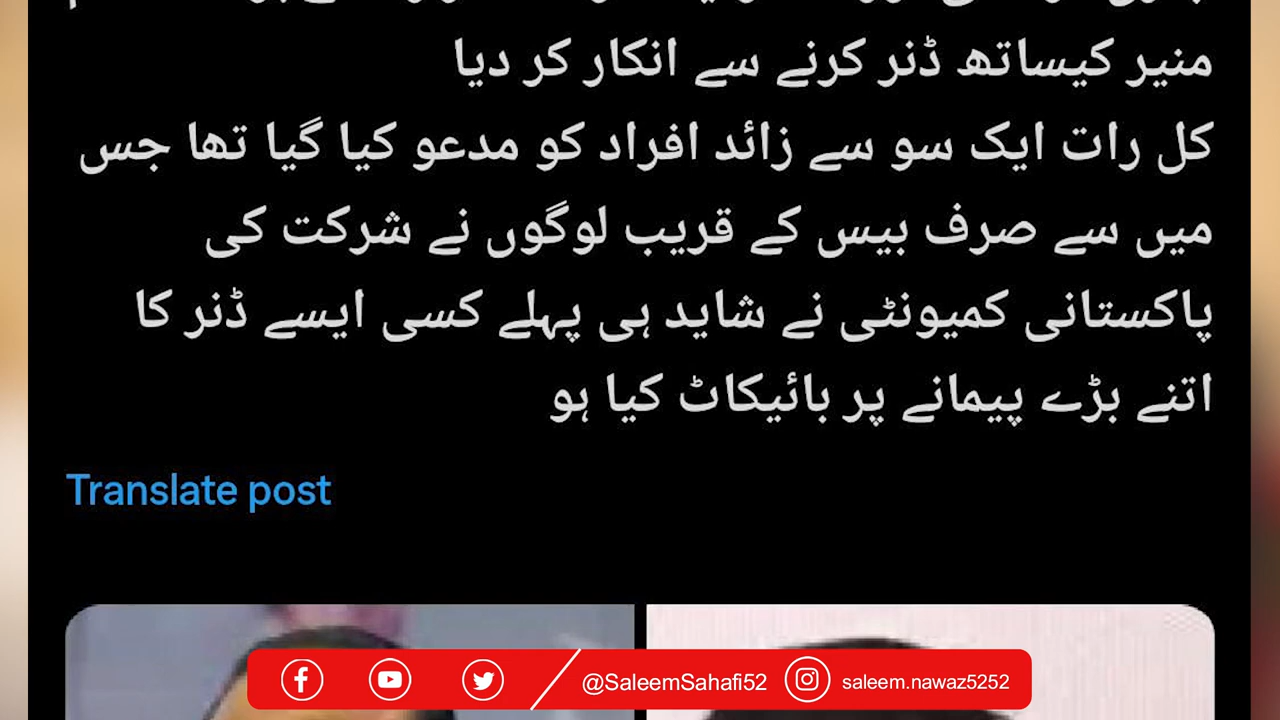 منیر کیساتھ ڈنر کرنے سے انکار کر دیا
کل رات ایک سو سے زائد افراد کو مدعو کیا گیا تھا جس
میں سے صرف بیس کے قریب لوگوں نے شرکت کی
پاکستانی کمیونٹی نے شاید ہی پہلے کسی ایسے ڈنر کا
اتنے بڑے پیمانے پر بائیکاٹ کیا ہو
Translate post
@SaleemSahafi52 saleem.nawaz5252